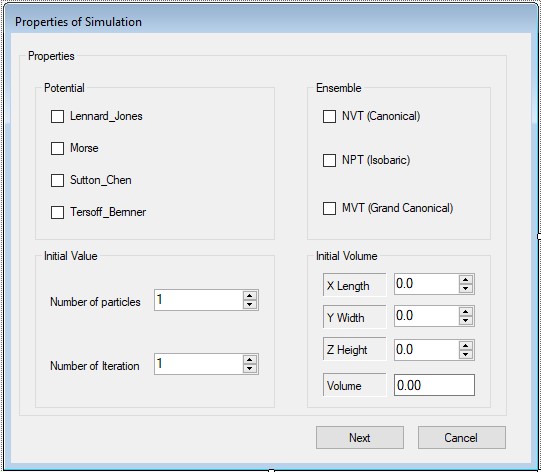 Properties of Simulation
Properties
Potential
Lennard_Jones
Morse
Sutton_Chen
Tersoff_Bernner
Ensemble
NVT (Canonical)
NPT (Isobaric)
MVT (Grand Canonical)
Initial Value
Number of particles 1
Number of Iteration 1
Initial Volume
X Length 0.0
Y Width 0.0
Z Height 0.0
Volume 0.00
Next Cancel